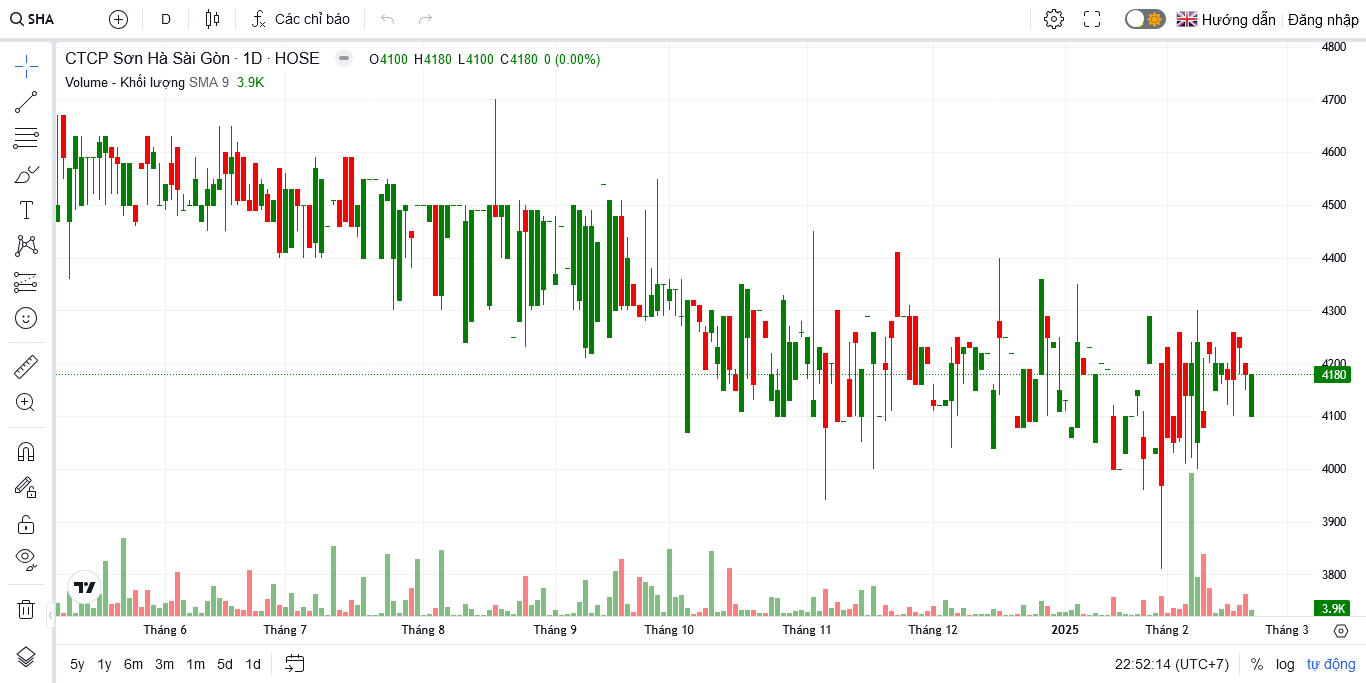 SHA
D
Các chỉ báo
Hướng dẫn
Đăng nhập
CTCP Sơn Hà Sài Gòn · 1D · HOSE
O4100 H4180 L4100 C4180 0 (0.00%)
Volume - Khối lượng SMA 9 3.9K
4800
4700
4600
4500
4400
4300
4200
4180
4100
4000
3900
3800
3.9K
Tháng 6
Tháng 7
Tháng 8
Tháng 9
Tháng 10
Tháng 11
Tháng 12
2025
Tháng 2
Tháng 3
5y 1y 6m 3m 1m 5d 1d
22:52:14 (UTC+7)
% log tự động